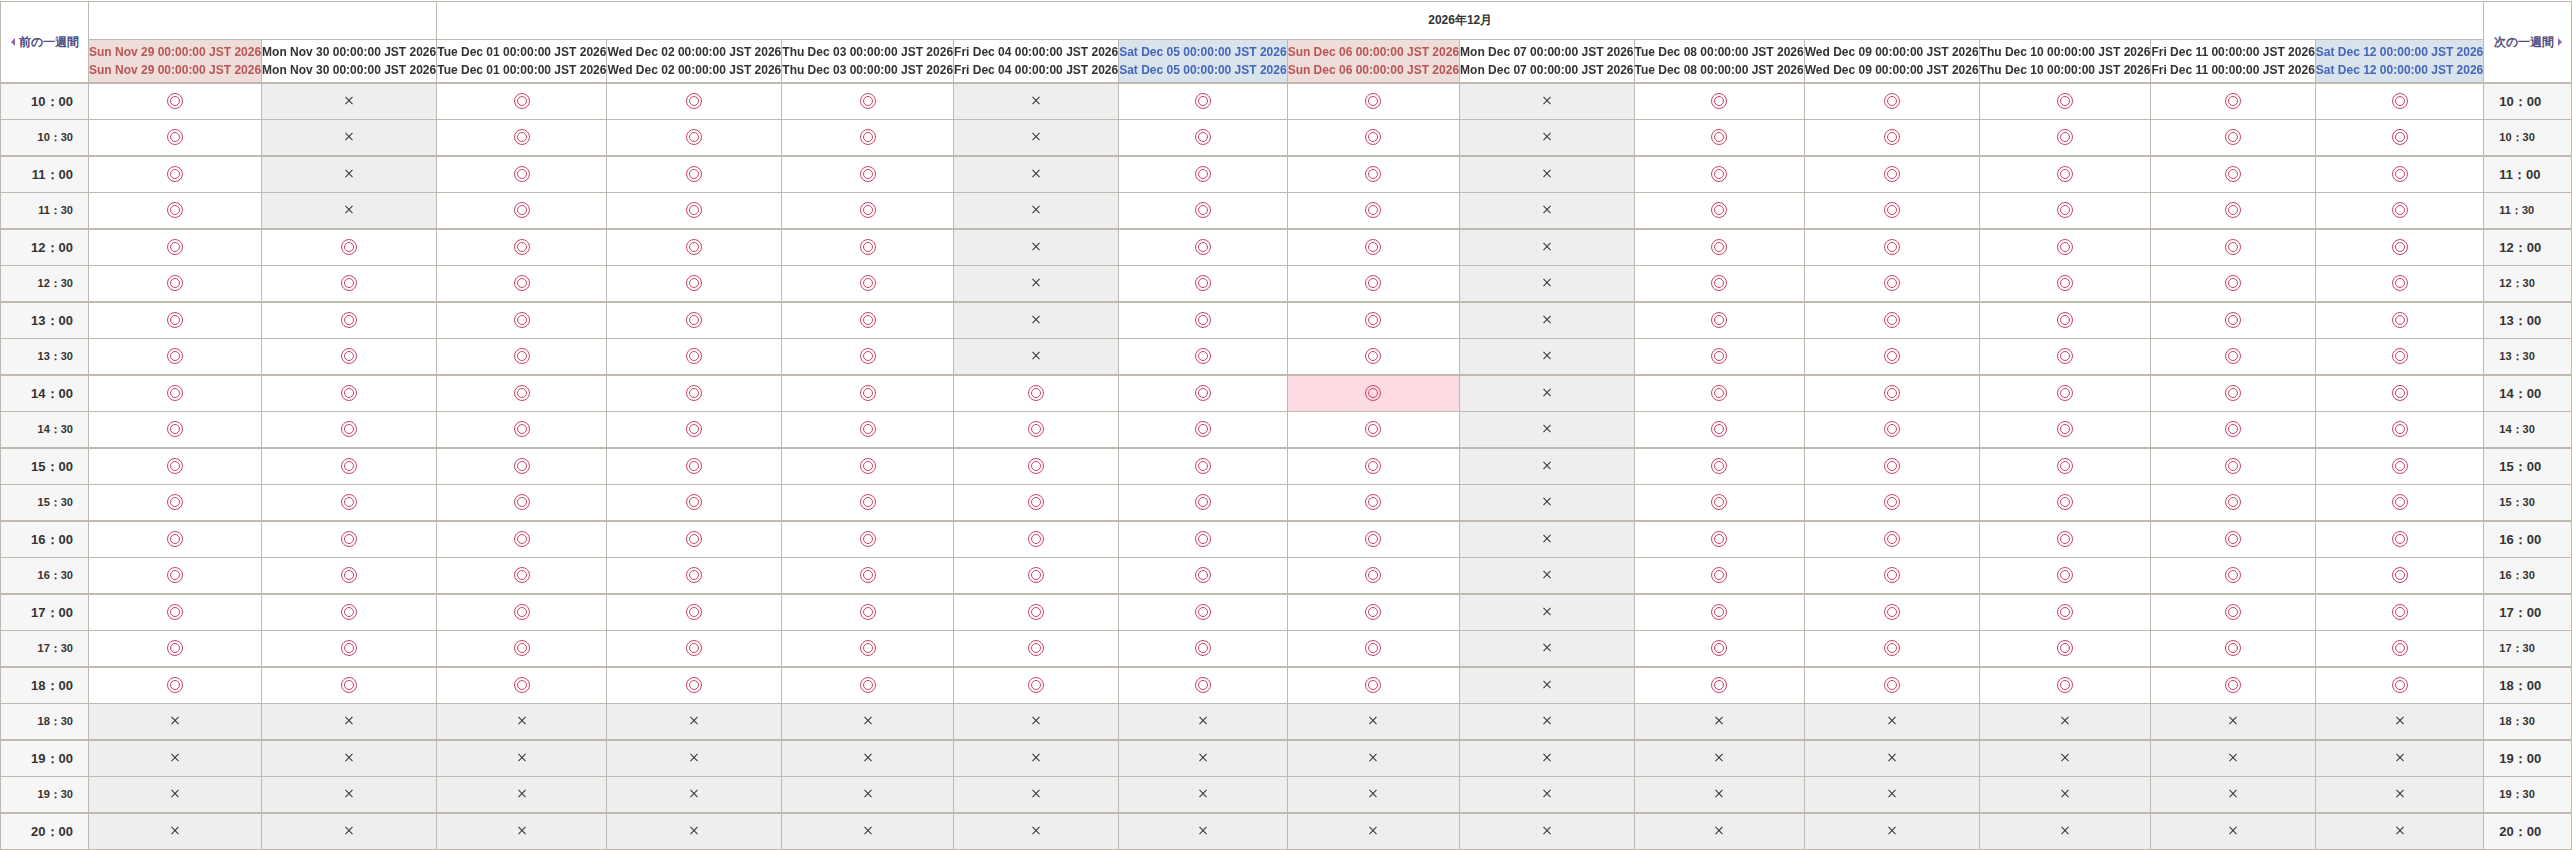 前の一週間 2026年12月 次の一週間
Sun Nov 29 00:00:00 JST 2026 Mon Nov 30 00:00:00 JST 2026 Tue Dec 01 00:00:00 JST 2026 Wed Dec 02 00:00:00 JST 2026 Thu Dec 03 00:00:00 JST 2026 Fri Dec 04 00:00:00 JST 2026 Sat Dec 05 00:00:00 JST 2026 Sun Dec 06 00:00:00 JST 2026 Mon Dec 07 00:00:00 JST 2026 Tue Dec 08 00:00:00 JST 2026 Wed Dec 09 00:00:00 JST 2026 Thu Dec 10 00:00:00 JST 2026 Fri Dec 11 00:00:00 JST 2026 Sat Dec 12 00:00:00 JST 2026
Sun Nov 29 00:00:00 JST 2026 Mon Nov 30 00:00:00 JST 2026 Tue Dec 01 00:00:00 JST 2026 Wed Dec 02 00:00:00 JST 2026 Thu Dec 03 00:00:00 JST 2026 Fri Dec 04 00:00:00 JST 2026 Sat Dec 05 00:00:00 JST 2026 Sun Dec 06 00:00:00 JST 2026 Mon Dec 07 00:00:00 JST 2026 Tue Dec 08 00:00:00 JST 2026 Wed Dec 09 00:00:00 JST 2026 Thu Dec 10 00:00:00 JST 2026 Fri Dec 11 00:00:00 JST 2026 Sat Dec 12 00:00:00 JST 2026
10：00 ◎ × ◎ ◎ ◎ × ◎ ◎ × ◎ ◎ ◎ ◎ ◎ 10：00
10：30 ◎ × ◎ ◎ ◎ × ◎ ◎ × ◎ ◎ ◎ ◎ ◎ 10：30
11：00 ◎ × ◎ ◎ ◎ × ◎ ◎ × ◎ ◎ ◎ ◎ ◎ 11：00
11：30 ◎ × ◎ ◎ ◎ × ◎ ◎ × ◎ ◎ ◎ ◎ ◎ 11：30
12：00 ◎ ◎ ◎ ◎ ◎ × ◎ ◎ × ◎ ◎ ◎ ◎ ◎ 12：00
12：30 ◎ ◎ ◎ ◎ ◎ × ◎ ◎ × ◎ ◎ ◎ ◎ ◎ 12：30
13：00 ◎ ◎ ◎ ◎ ◎ × ◎ ◎ × ◎ ◎ ◎ ◎ ◎ 13：00
13：30 ◎ ◎ ◎ ◎ ◎ × ◎ ◎ × ◎ ◎ ◎ ◎ ◎ 13：30
14：00 ◎ ◎ ◎ ◎ ◎ ◎ ◎ ◎ × ◎ ◎ ◎ ◎ ◎ 14：00
14：30 ◎ ◎ ◎ ◎ ◎ ◎ ◎ ◎ × ◎ ◎ ◎ ◎ ◎ 14：30
15：00 ◎ ◎ ◎ ◎ ◎ ◎ ◎ ◎ × ◎ ◎ ◎ ◎ ◎ 15：00
15：30 ◎ ◎ ◎ ◎ ◎ ◎ ◎ ◎ × ◎ ◎ ◎ ◎ ◎ 15：30
16：00 ◎ ◎ ◎ ◎ ◎ ◎ ◎ ◎ × ◎ ◎ ◎ ◎ ◎ 16：00
16：30 ◎ ◎ ◎ ◎ ◎ ◎ ◎ ◎ × ◎ ◎ ◎ ◎ ◎ 16：30
17：00 ◎ ◎ ◎ ◎ ◎ ◎ ◎ ◎ × ◎ ◎ ◎ ◎ ◎ 17：00
17：30 ◎ ◎ ◎ ◎ ◎ ◎ ◎ ◎ × ◎ ◎ ◎ ◎ ◎ 17：30
18：00 ◎ ◎ ◎ ◎ ◎ ◎ ◎ ◎ × ◎ ◎ ◎ ◎ ◎ 18：00
18：30 × × × × × × × × × × × × × × 18：30
19：00 × × × × × × × × × × × × × × 19：00
19：30 × × × × × × × × × × × × × × 19：30
20：00 × × × × × × × × × × × × × × 20：00